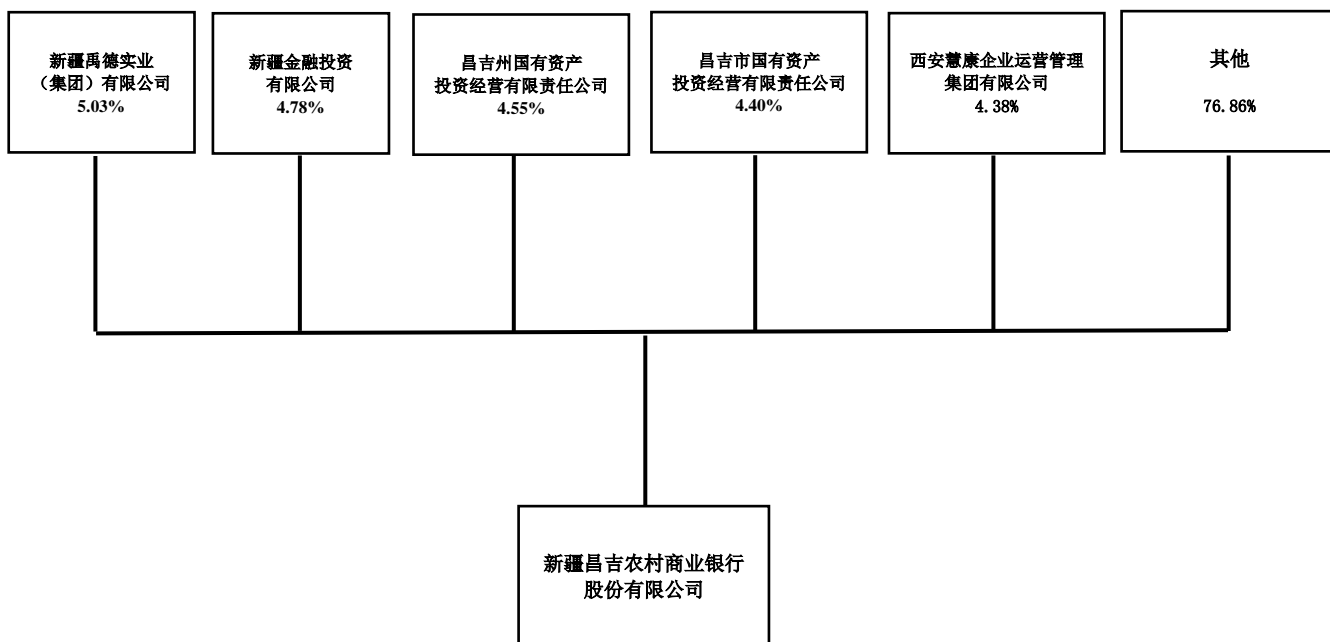 新疆禹德实业
（集团）有限公司
5.03%
新疆金融投资
有限公司
4.78%
昌吉州国有资产
投资经营有限责任公司
4.55%
昌吉市国有资产
投资经营有限责任公司
4.40%
西安慧康企业运营管理
集团有限公司
4.38%
其他
76.86%
新疆昌吉农村商业银行
股份有限公司